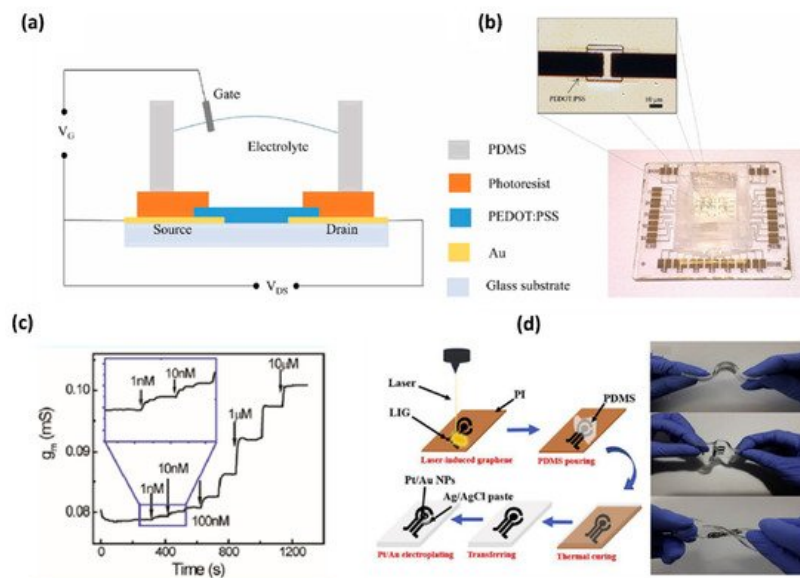 (a)
Gate
V_G
Electrolyte
Source
Drain
V_DS
PDMS
Photoresist
PEDOT:PSS
Au
Glass substrate
(b)
PEDOT:PSS
10 μm
(c)
g_m (mS)
0.10
0.09
0.08
1nM
10nM
1nM
10nM
100nM
1μM
10μM
0
400
800
1200
Time (s)
(d)
Laser
LIG
PI
Laser-induced graphene
PDMS
PDMS pouring
Thermal curing
Transferring
Pt/Au NPs
Ag/AgCl paste
Pt/Au electroplating